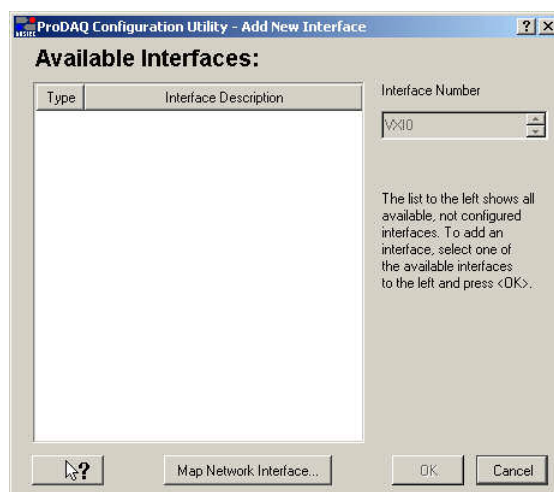 ProDAQ Configuration Utility - Add New Interface
Available Interfaces:
Type Interface Description
Interface Number
VXI0
The list to the left shows all
available, not configured
interfaces. To add an
interface, select one of
the available interfaces
to the left and press <OK>.
Map Network Interface...
OK
Cancel